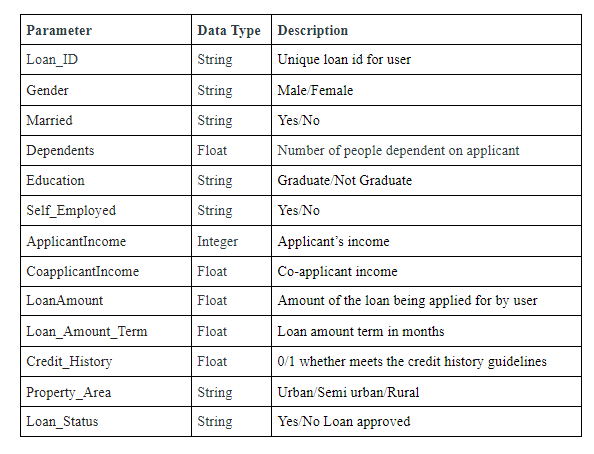 Parameter Data Type Description
Loan_ID String Unique loan id for user
Gender String Male/Female
Married String Yes/No
Dependents Float Number of people dependent on applicant
Education String Graduate/Not Graduate
Self_Employed String Yes/No
ApplicantIncome Integer Applicant’s income
CoapplicantIncome Float Co-applicant income
LoanAmount Float Amount of the loan being applied for by user
Loan_Amount_Term Float Loan amount term in months
Credit_History Float 0/1 whether meets the credit history guidelines
Property_Area String Urban/Semi urban/Rural
Loan_Status String Yes/No Loan approved